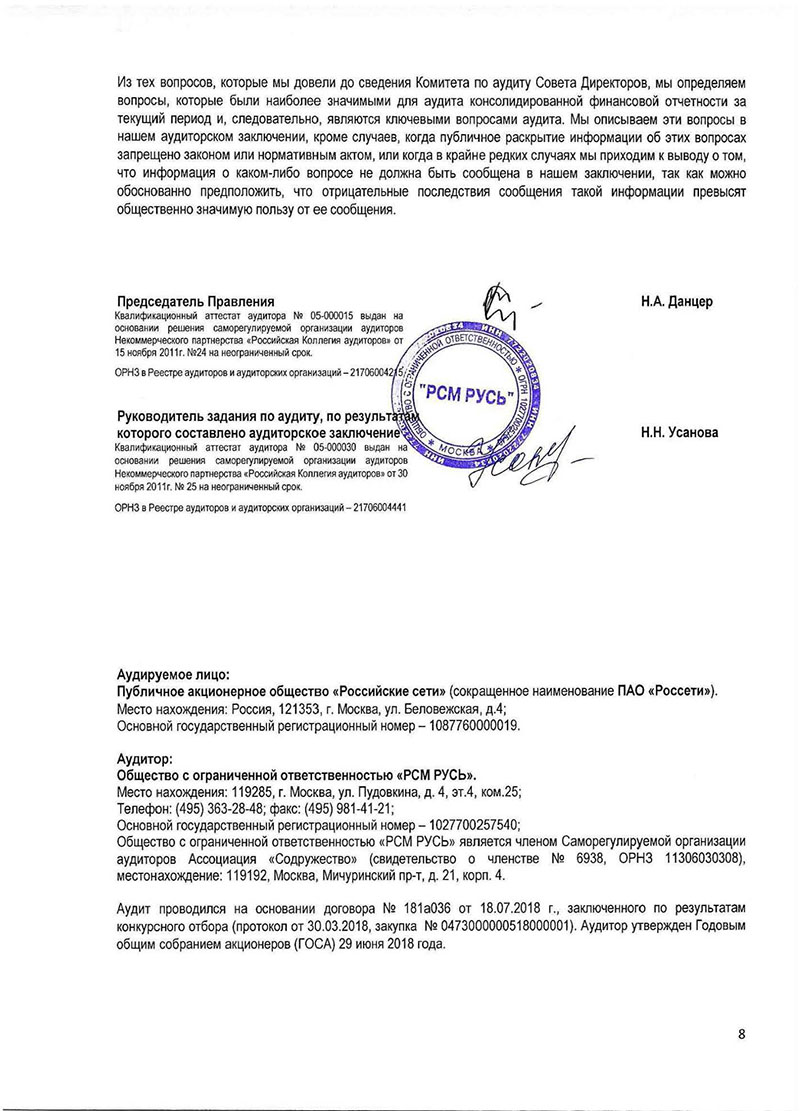 Из тех вопросов, которые мы довели до сведения Комитета по аудиту Совета Директоров, мы определяем
вопросы, которые были наиболее значимыми для аудита консолидированной финансовой отчетности за
текущий период и, следовательно, являются ключевыми вопросами аудита. Мы описываем эти вопросы в
нашем аудиторском заключении, кроме случаев, когда публичное раскрытие информации об этих вопросах
запрещено законом или нормативным актом, или когда в крайне редких случаях мы приходим к выводу о том,
что информация о каком-либо вопросе не должна быть сообщена в нашем заключении, так как можно
обоснованно предположить, что отрицательные последствия сообщения такой информации превысят
общественно значимую пользу от ее сообщения.
Председатель Правления Н.А. Данцер
Квалификационный аттестат аудитора № 05-000015 выдан на
основании решения саморегулируемой организации аудиторов
Некоммерческого партнерства «Российская Коллегия аудиторов» от
15 ноября 2011г. №24 на неограниченный срок.
ОРНЗ в Реестре аудиторов и аудиторских организаций – 21706004215
"РСМ РУСЬ"
ОБЩЕСТВО С ОГРАНИЧЕННОЙ ОТВЕТСТВЕННОСТЬЮ
МОСКВА
Руководитель задания по аудиту, по результатам
которого составлено аудиторское заключение Н.Н. Усанова
Квалификационный аттестат аудитора № 05-000030 выдан на
основании решения саморегулируемой организации аудиторов
Некоммерческого партнерства «Российская Коллегия аудиторов» от 30
ноября 2011г. № 25 на неограниченный срок.
ОРНЗ в Реестре аудиторов и аудиторских организаций – 21706004441
Аудируемое лицо:
Публичное акционерное общество «Российские сети» (сокращенное наименование ПАО «Россети»).
Место нахождения: Россия, 121353, г. Москва, ул. Беловежская, д.4;
Основной государственный регистрационный номер – 1087760000019.
Аудитор:
Общество с ограниченной ответственностью «РСМ РУСЬ».
Место нахождения: 119285, г. Москва, ул. Пудовкина, д. 4, эт.4, ком.25;
Телефон: (495) 363-28-48; факс: (495) 981-41-21;
Основной государственный регистрационный номер – 1027700257540;
Общество с ограниченной ответственностью «РСМ РУСЬ» является членом Саморегулируемой организации
аудиторов Ассоциация «Содружество» (свидетельство о членстве № 6938, ОРНЗ 11306030308),
местонахождение: 119192, Москва, Мичуринский пр-т, д. 21, корп. 4.
Аудит проводился на основании договора № 181а036 от 18.07.2018 г., заключенного по результатам
конкурсного отбора (протокол от 30.03.2018, закупка № 0473000000518000001). Аудитор утвержден Годовым
общим собранием акционеров (ГОСА) 29 июня 2018 года.
8